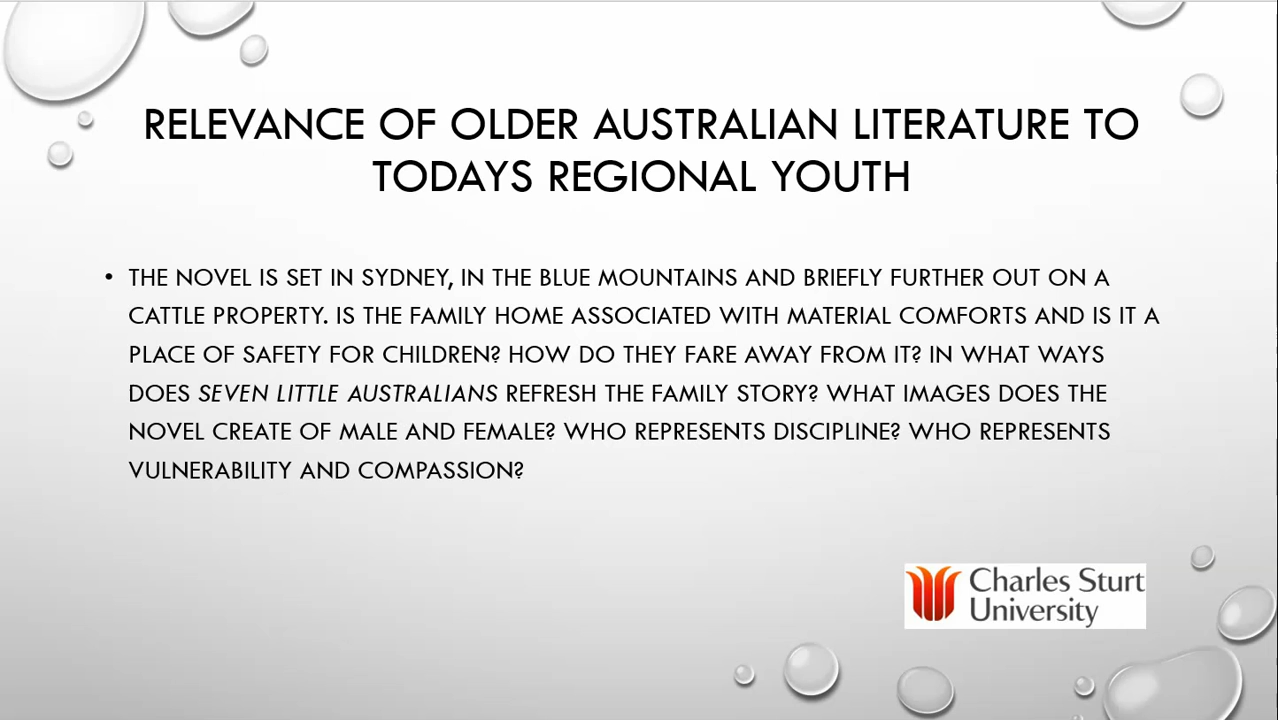 RELEVANCE OF OLDER AUSTRALIAN LITERATURE TO
TODAYS REGIONAL YOUTH
• THE NOVEL IS SET IN SYDNEY, IN THE BLUE MOUNTAINS AND BRIEFLY FURTHER OUT ON A
CATTLE PROPERTY. IS THE FAMILY HOME ASSOCIATED WITH MATERIAL COMFORTS AND IS IT A
PLACE OF SAFETY FOR CHILDREN? HOW DO THEY FARE AWAY FROM IT? IN WHAT WAYS
DOES SEVEN LITTLE AUSTRALIANS REFRESH THE FAMILY STORY? WHAT IMAGES DOES THE
NOVEL CREATE OF MALE AND FEMALE? WHO REPRESENTS DISCIPLINE? WHO REPRESENTS
VULNERABILITY AND COMPASSION?
Charles Sturt
University